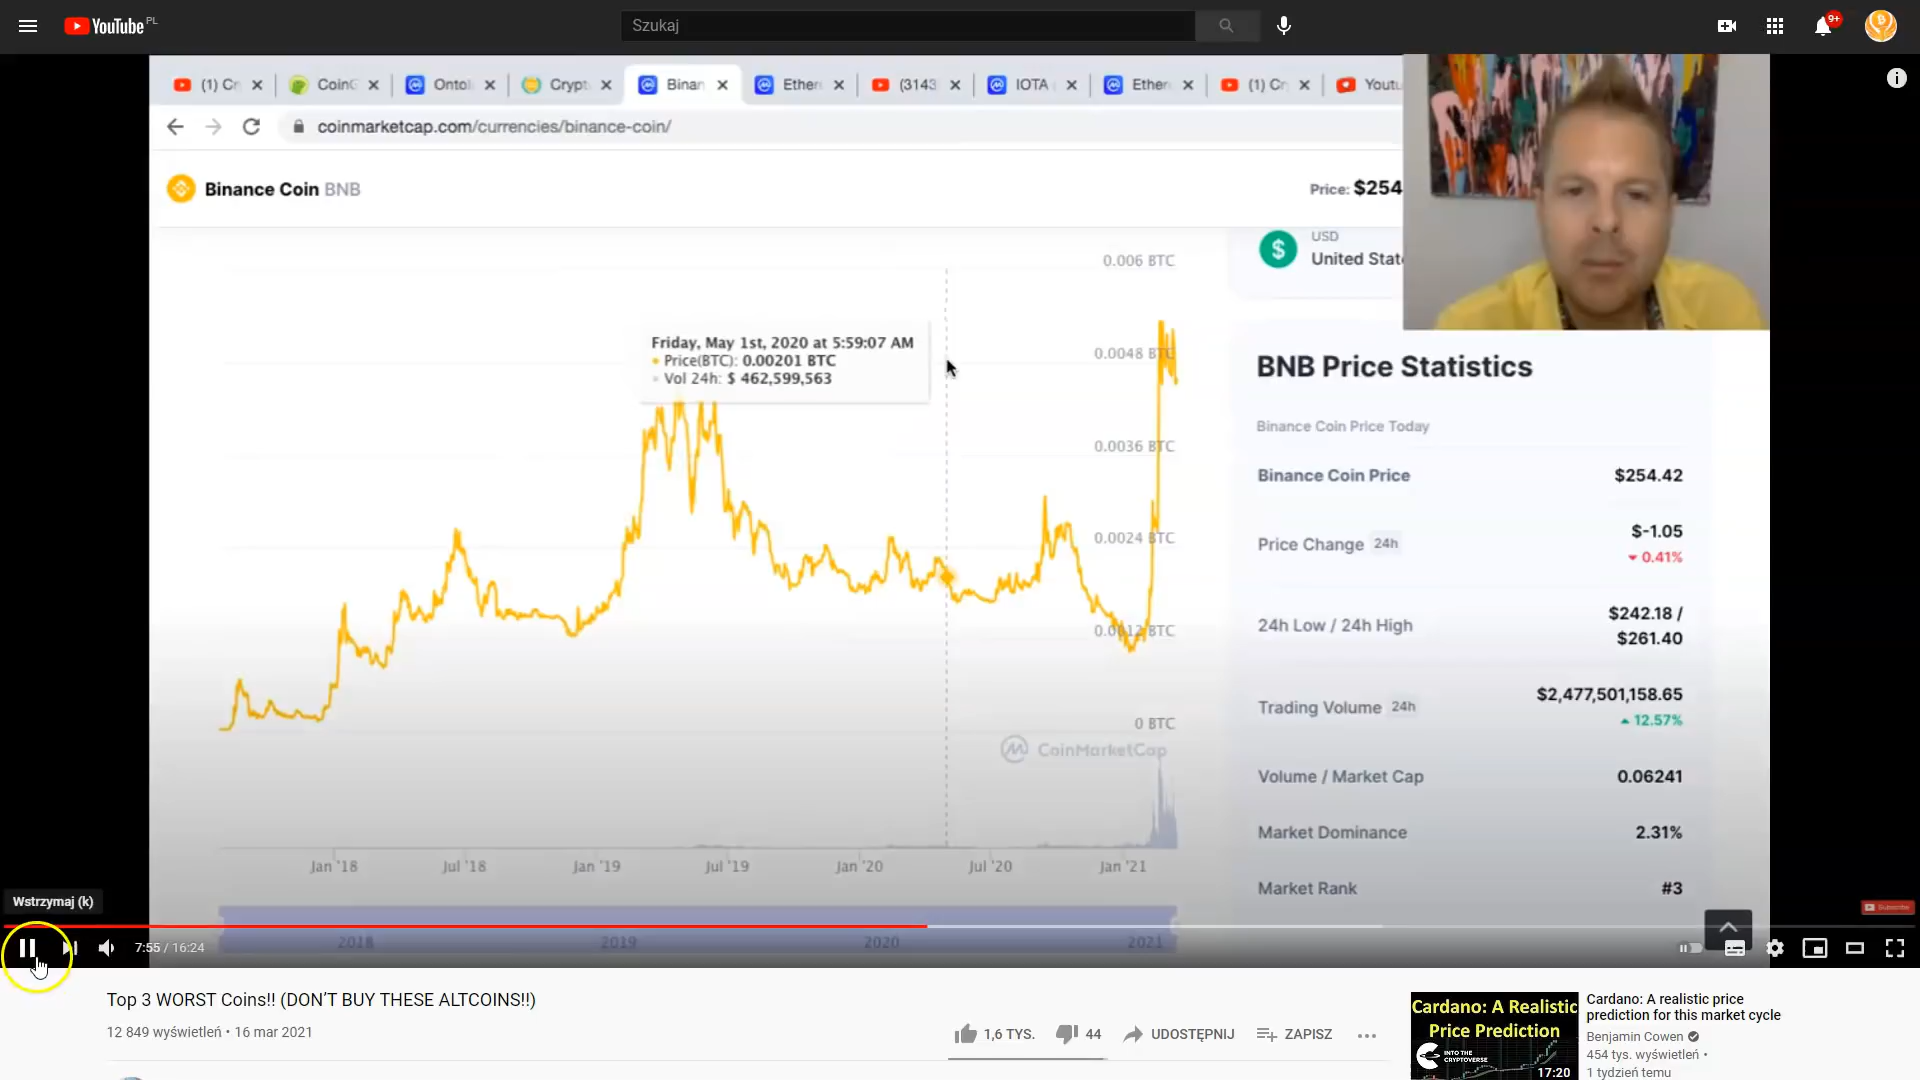 YouTube PL
Szukaj
9+
(1) Cr
CoinG
Ontol
Crypt
Binan
Ether
(3143
IOTA
Ether
(1) Cr
Youtu
coinmarketcap.com/currencies/binance-coin/
Binance Coin BNB
Price: $254
USD
United State
0.006 BTC
Friday, May 1st, 2020 at 5:59:07 AM
Price(BTC): 0.00201 BTC
Vol 24h: $ 462,599,563
0.0048 BTC
0.0036 BTC
0.0024 BTC
0.0012 BTC
0 BTC
CoinMarketCap
Jan '18
Jul '18
Jan '19
Jul '19
Jan '20
Jul '20
Jan '21
2018
2019
2020
2021
BNB Price Statistics
Binance Coin Price Today
Binance Coin Price
$254.42
Price Change 24h
$-1.05
0.41%
24h Low / 24h High
$242.18 /
$261.40
Trading Volume 24h
$2,477,501,158.65
12.57%
Volume / Market Cap
0.06241
Market Dominance
2.31%
Market Rank
#3
Subscribe
Wstrzymaj (k)
7:55 / 16:24
Top 3 WORST Coins!! (DON'T BUY THESE ALTCOINS!!)
12 849 wyświetleń • 16 mar 2021
1,6 TYS.
44
UDOSTĘPNIJ
ZAPISZ
Cardano: A Realistic
Price Prediction
INTO THE
CRYPTOVERSE
17:20
Cardano: A realistic price
prediction for this market cycle
Benjamin Cowen
454 tys. wyświetleń •
1 tydzień temu